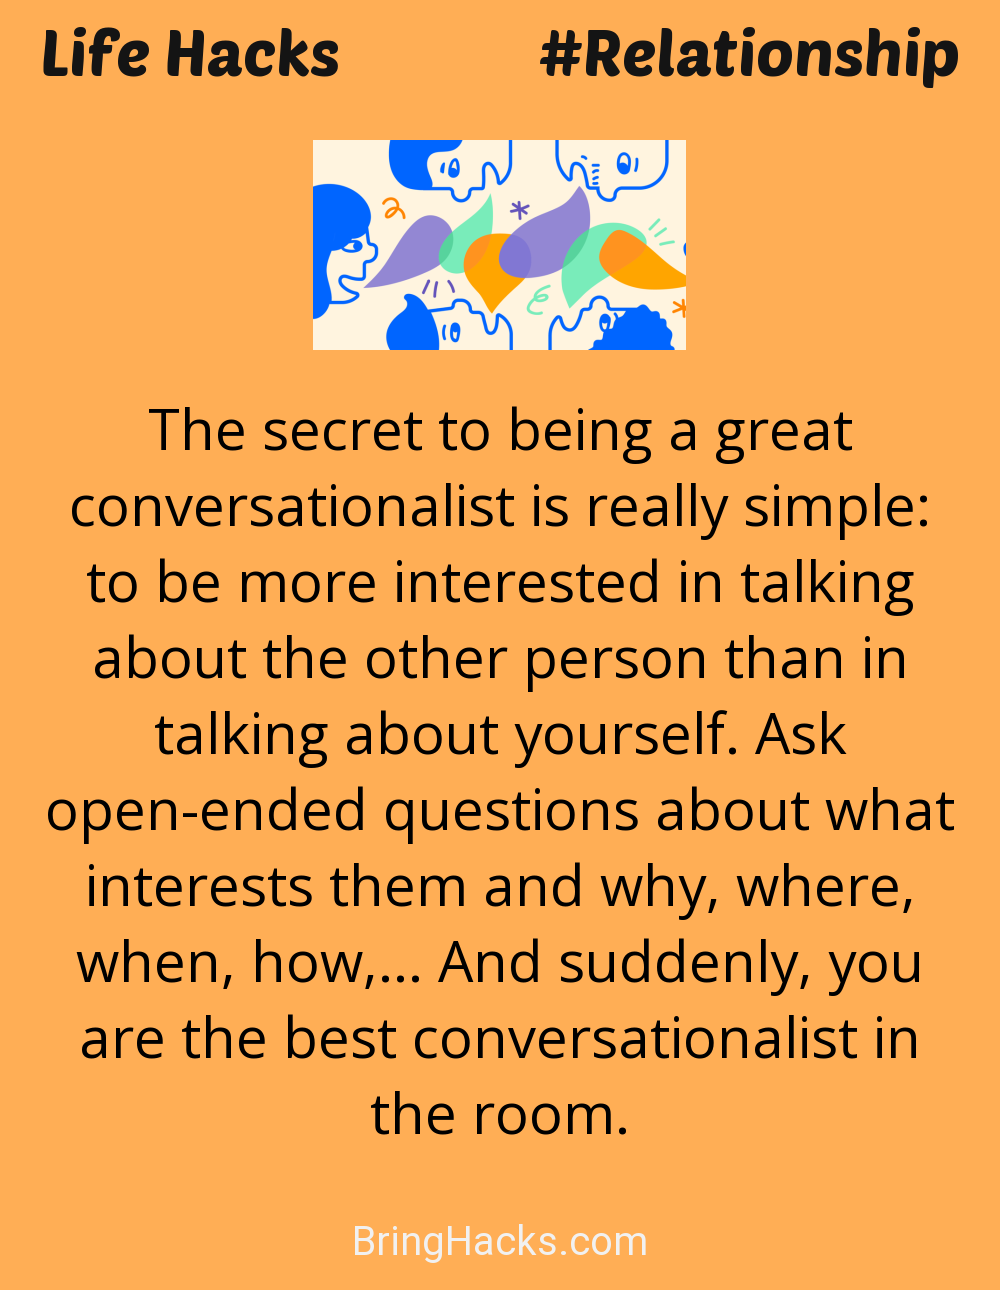 Life Hacks #Relationship
The secret to being a great
conversationalist is really simple:
to be more interested in talking
about the other person than in
talking about yourself. Ask
open-ended questions about what
interests them and why, where,
when, how,... And suddenly, you
are the best conversationalist in
the room.
BringHacks.com